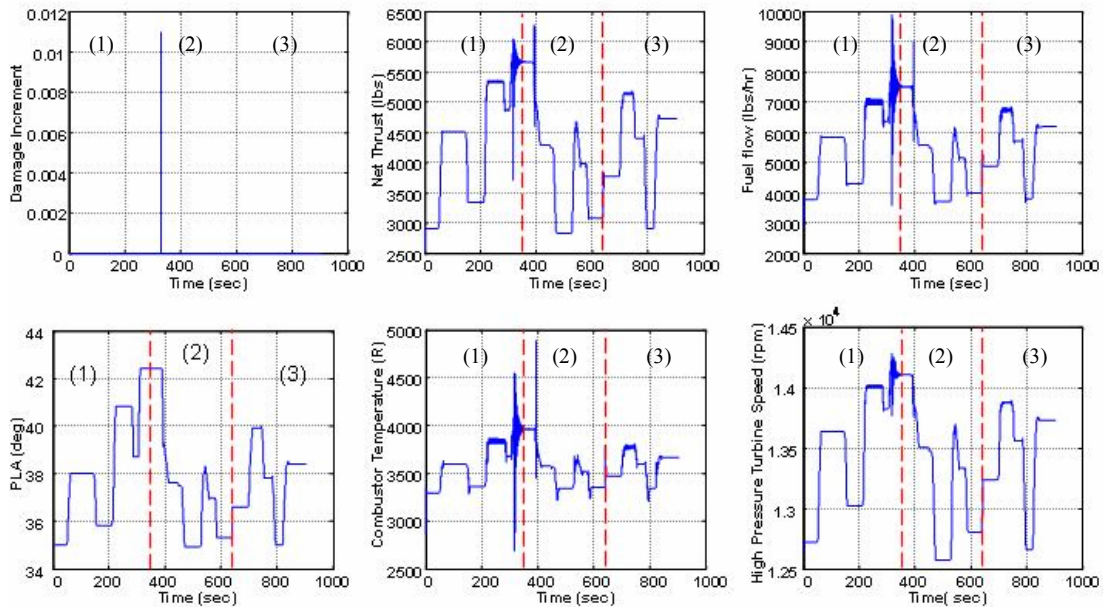 0.012
0.01
0.008
0.006
0.004
0.002
0
Damage Increment
(1) (2) (3)
0 200 400 600 800 1000
Time (sec)
6500
6000
5500
5000
4500
4000
3500
3000
2500
Net Thrust (lbs)
(1) (2) (3)
0 200 400 600 800 1000
Time (sec)
10000
9000
8000
7000
6000
5000
4000
3000
2000
Fuel flow (lbs/hr)
(1) (2) (3)
0 200 400 600 800 1000
Time (sec)
44
42
40
38
36
34
PLA (deg)
(1) (2) (3)
0 200 400 600 800 1000
Time (sec)
5000
4500
4000
3500
3000
2500
Combustor Temperature (R)
(1) (2) (3)
0 200 400 600 800 1000
Time (sec)
× 10^4
1.45
1.4
1.35
1.3
1.25
High Pressure Turbine Speed (rpm)
(1) (2) (3)
0 200 400 600 800 1000
Time( sec)